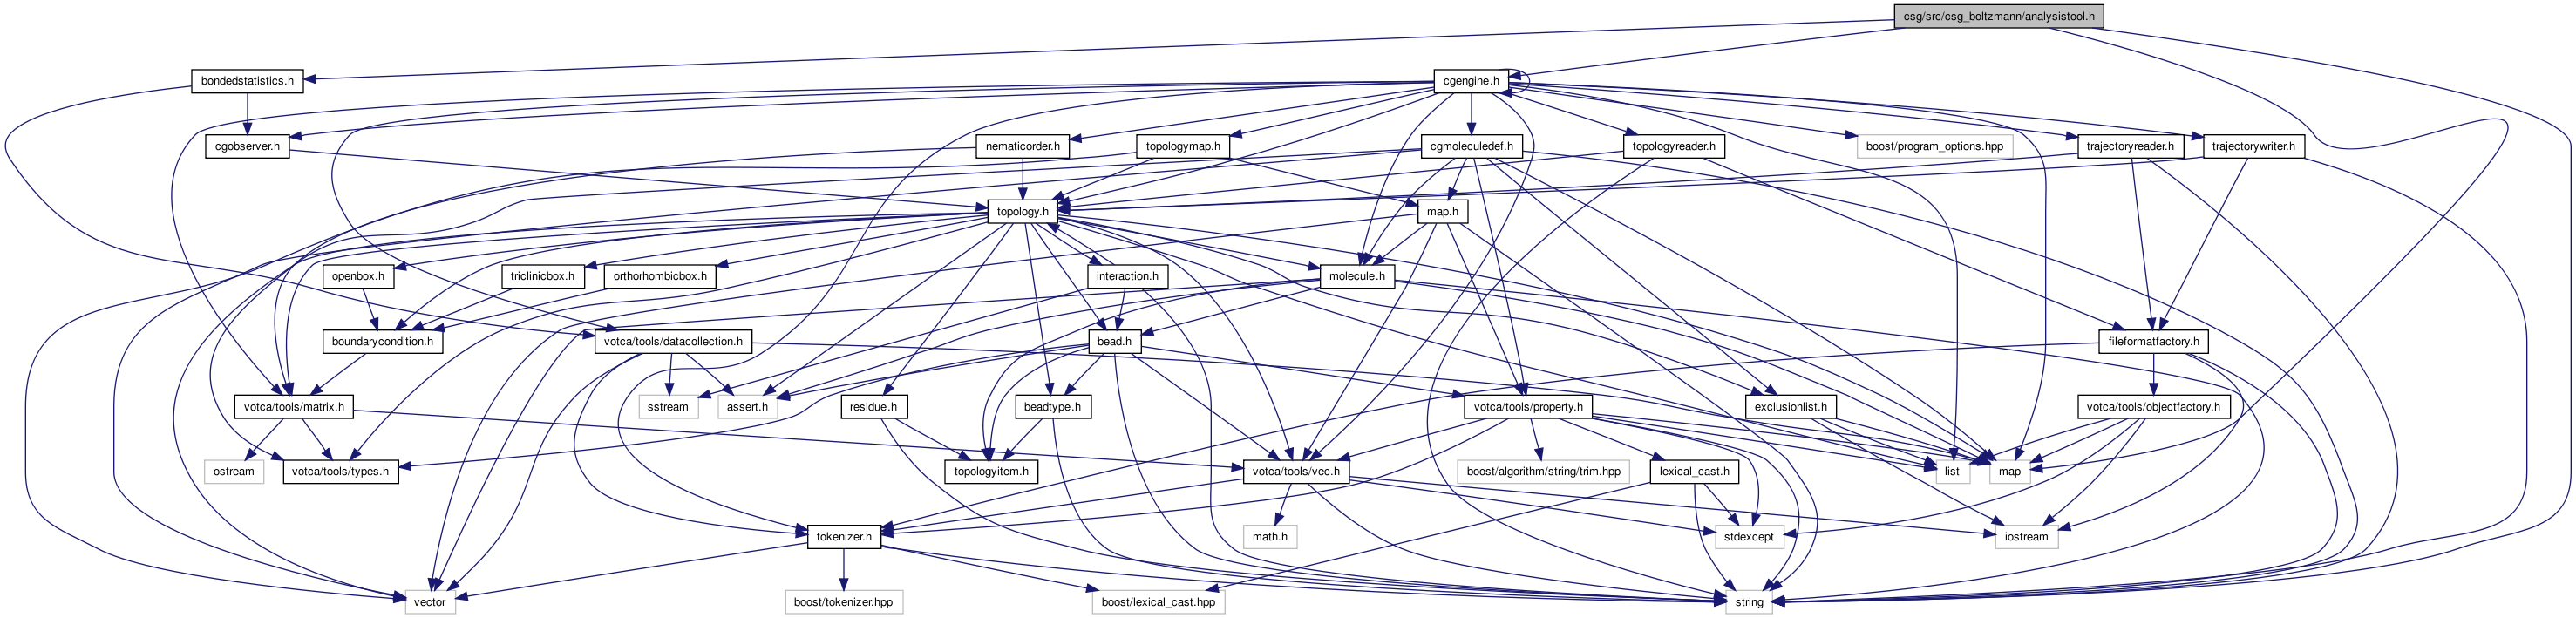 csg/src/csg_boltzmann/analysistool.h
bondedstatistics.h
cgengine.h
cgobserver.h
nematicorder.h
topologymap.h
cgmoleculedef.h
topologyreader.h
boost/program_options.hpp
trajectoryreader.h
trajectorywriter.h
topology.h
map.h
openbox.h
triclinicbox.h
orthorhombicbox.h
interaction.h
molecule.h
boundarycondition.h
votca/tools/datacollection.h
bead.h
fileformatfactory.h
votca/tools/matrix.h
sstream
assert.h
residue.h
beadtype.h
votca/tools/property.h
exclusionlist.h
votca/tools/objectfactory.h
ostream
votca/tools/types.h
topologyitem.h
votca/tools/vec.h
boost/algorithm/string/trim.hpp
lexical_cast.h
list
map
tokenizer.h
math.h
stdexcept
iostream
vector
boost/tokenizer.hpp
boost/lexical_cast.hpp
string